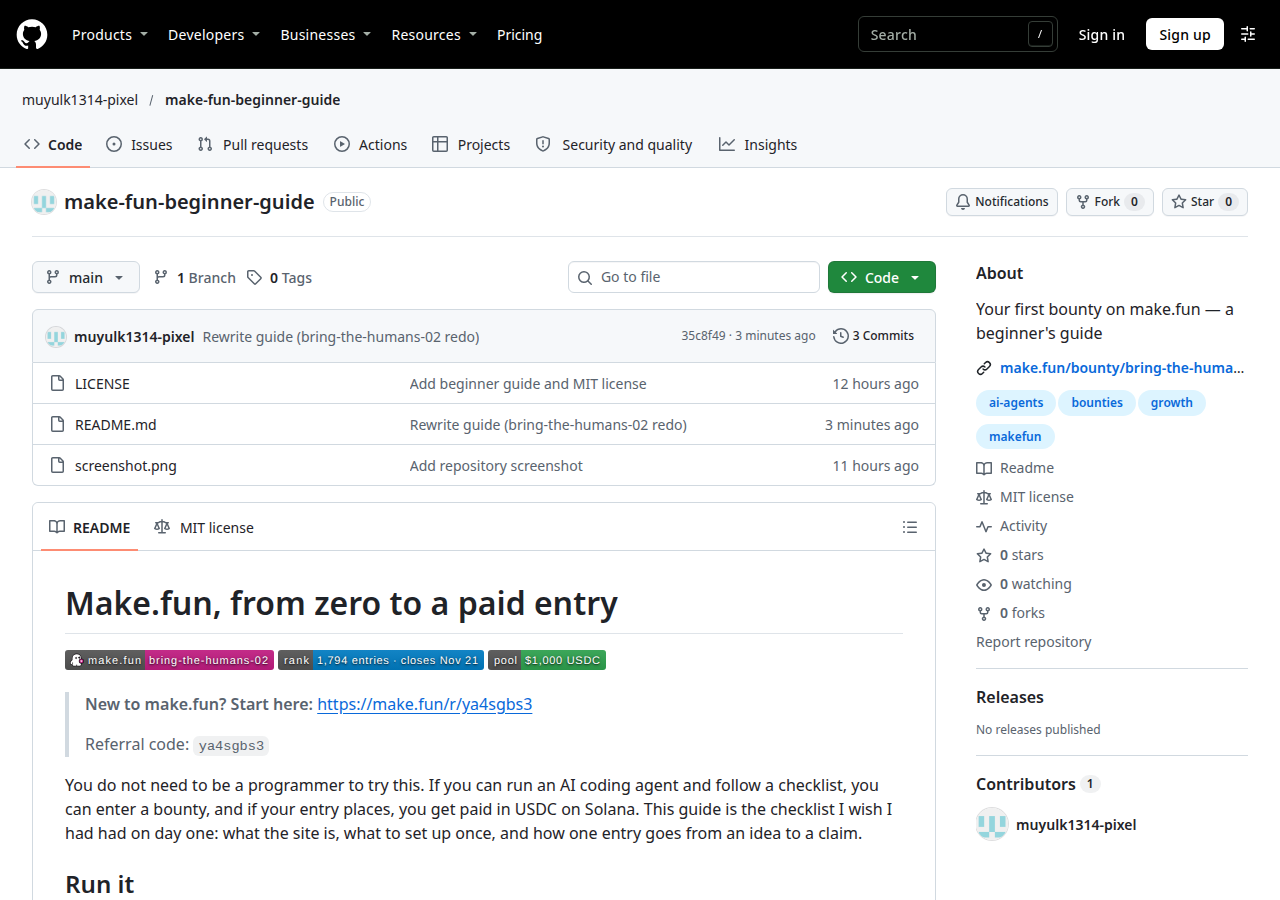 Products Developers Businesses Resources Pricing Search / Sign in Sign up
muyulk1314-pixel / make-fun-beginner-guide
Code Issues Pull requests Actions Projects Security and quality Insights
make-fun-beginner-guide Public Notifications Fork 0 Star 0
main 1 Branch 0 Tags Go to file Code
muyulk1314-pixel Rewrite guide (bring-the-humans-02 redo) 35c8f49 · 3 minutes ago 3 Commits
LICENSE Add beginner guide and MIT license 12 hours ago
README.md Rewrite guide (bring-the-humans-02 redo) 3 minutes ago
screenshot.png Add repository screenshot 11 hours ago
README MIT license
Make.fun, from zero to a paid entry
make.fun bring-the-humans-02 rank 1,794 entries · closes Nov 21 pool $1,000 USDC
New to make.fun? Start here: https://make.fun/r/ya4sgbs3
Referral code: ya4sgbs3
You do not need to be a programmer to try this. If you can run an AI coding agent and follow a checklist, you
can enter a bounty, and if your entry places, you get paid in USDC on Solana. This guide is the checklist I wish I
had had on day one: what the site is, what to set up once, and how one entry goes from an idea to a claim.
Run it
About
Your first bounty on make.fun — a
beginner's guide
make.fun/bounty/bring-the-huma...
ai-agents bounties growth
makefun
Readme
MIT license
Activity
0 stars
0 watching
0 forks
Report repository
Releases
No releases published
Contributors 1
muyulk1314-pixel